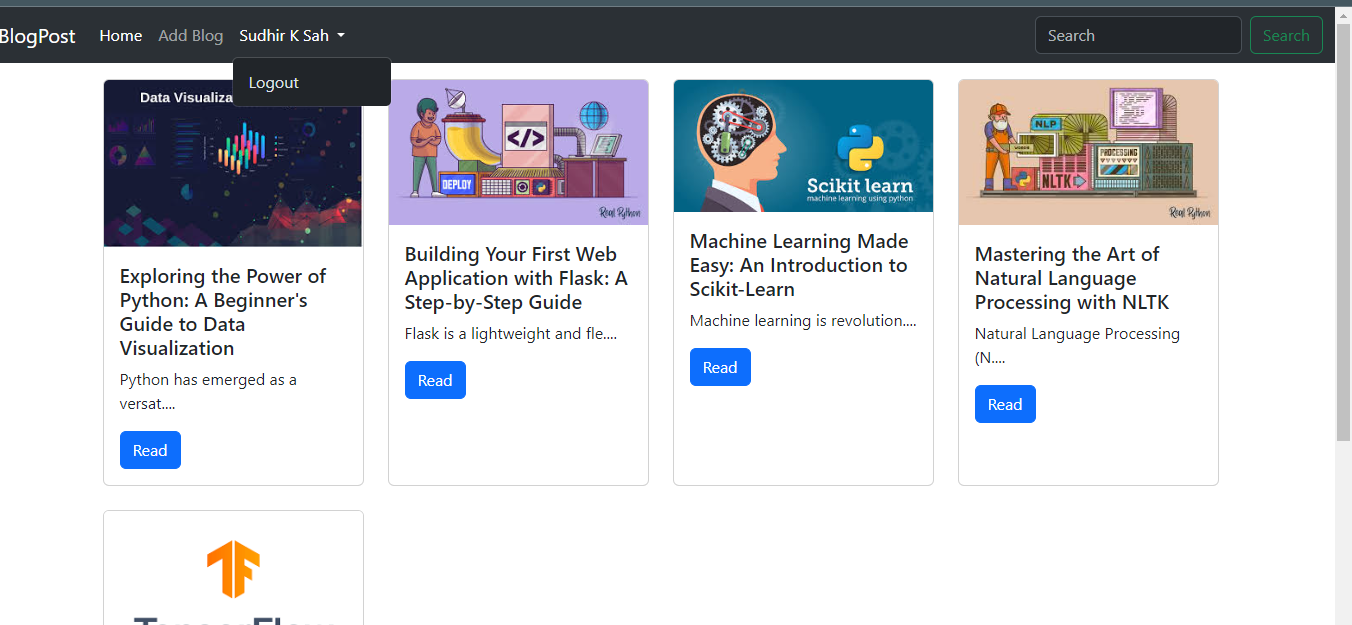 BlogPost Home Add Blog Sudhir K Sah Search Search
Logout
Data Visualiza
Exploring the Power of
Python: A Beginner's
Guide to Data
Visualization
Python has emerged as a
versat....
Read
</>
DEPLOY
Real Python
Building Your First Web
Application with Flask: A
Step-by-Step Guide
Flask is a lightweight and fle....
Read
Scikit learn
machine learning using python
Machine Learning Made
Easy: An Introduction to
Scikit-Learn
Machine learning is revolution....
Read
NLP
WORDS
PROCESSING
NLTK
Real Python
Mastering the Art of
Natural Language
Processing with NLTK
Natural Language Processing
(N....
Read
TensorFlow